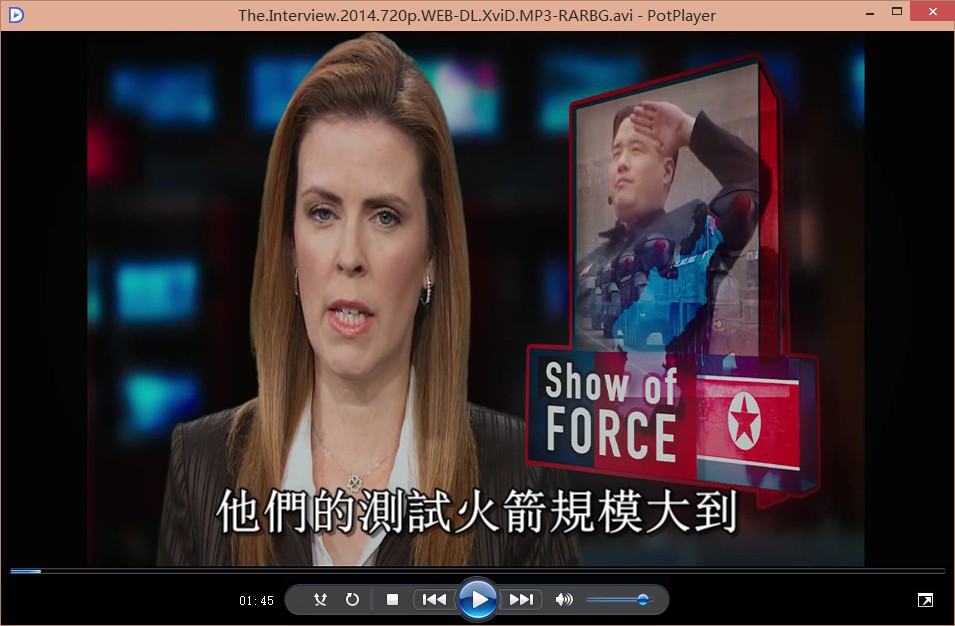 The.Interview.2014.720p.WEB-DL.XviD.MP3-RARBG.avi - PotPlayer
Show of
FORCE
他們的測試火箭規模大到
01:45